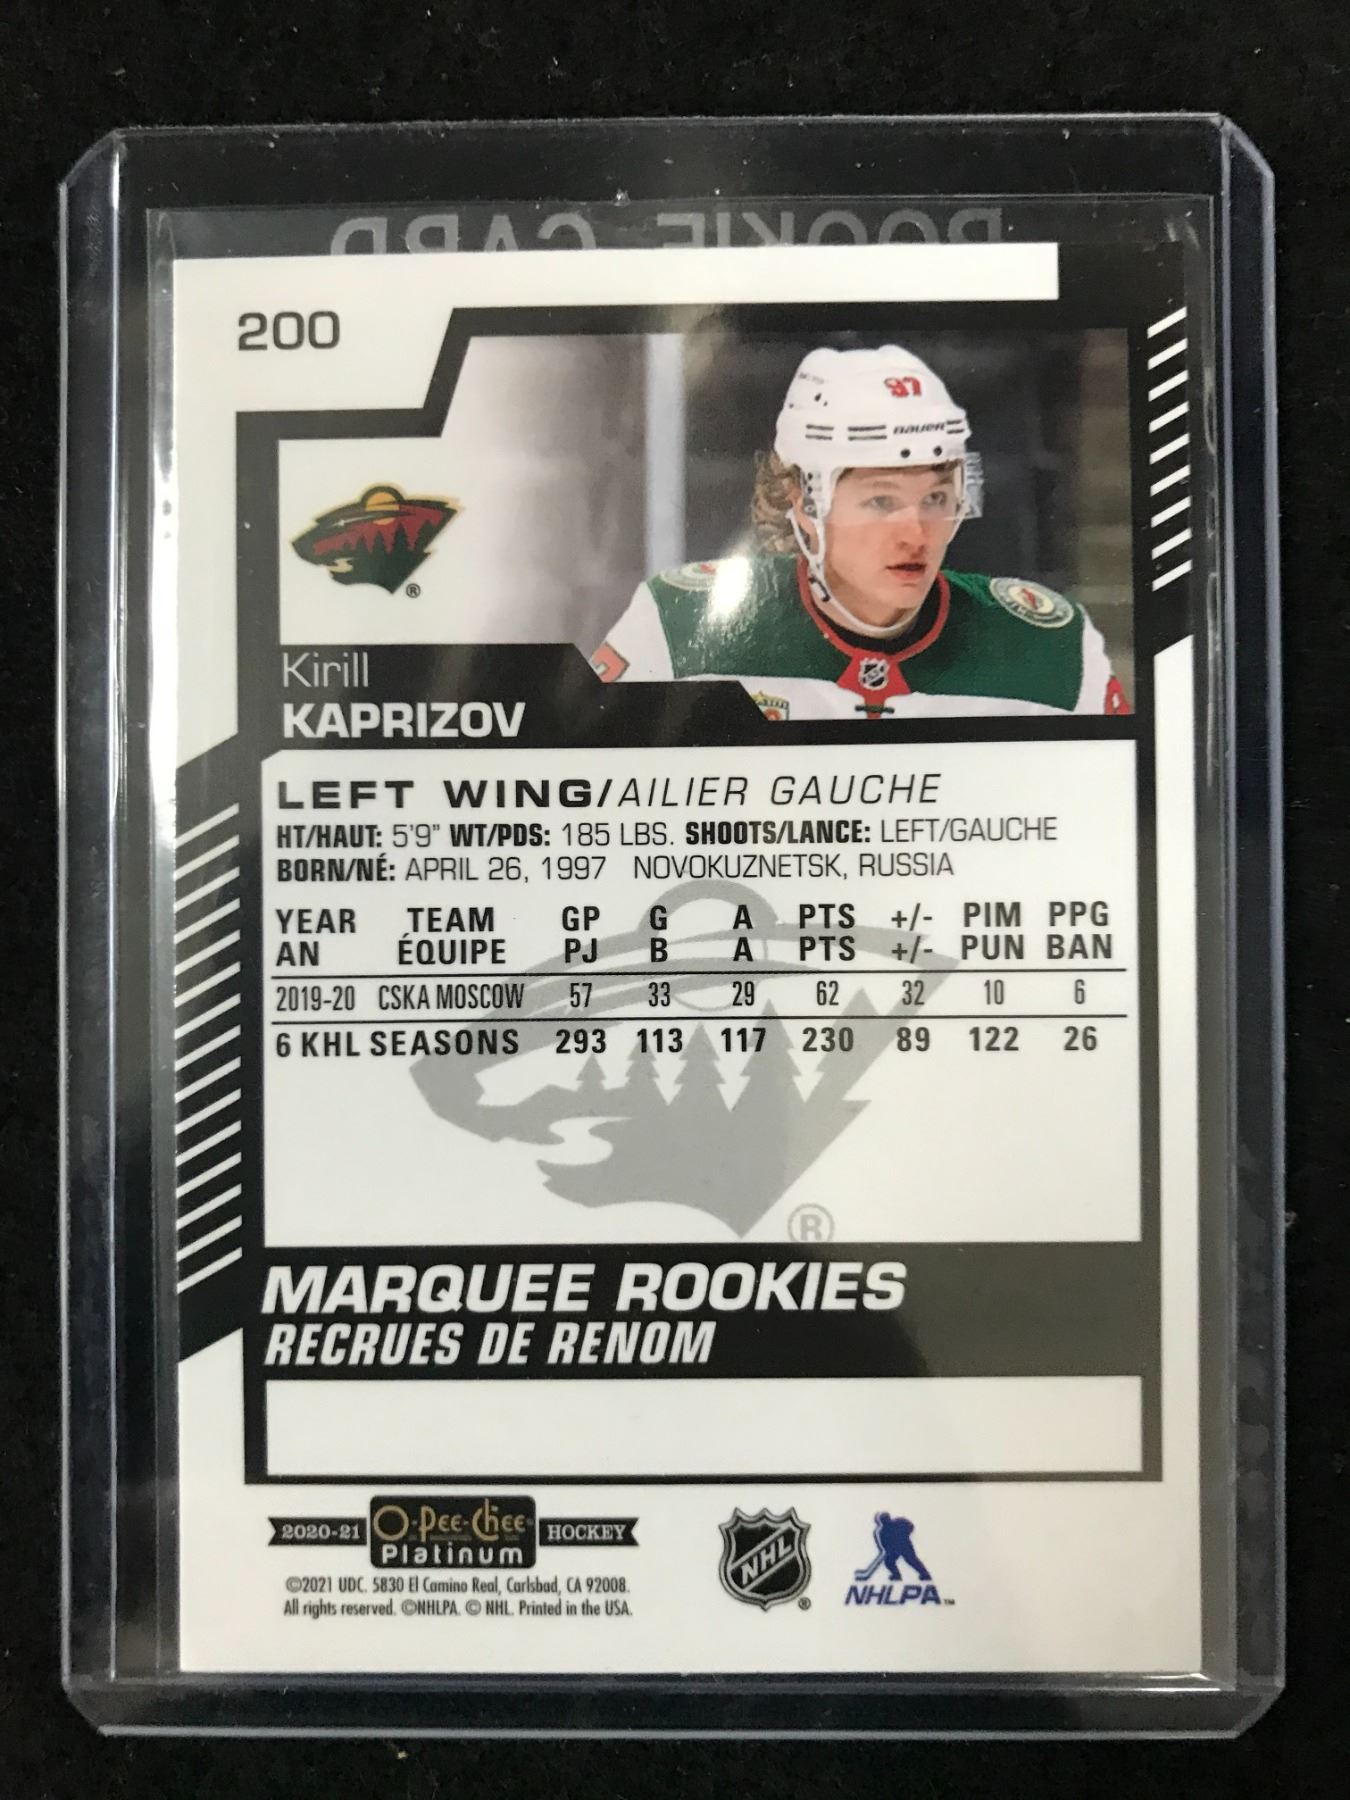 ROOKIE CARD
200
97
BAUER
®
Kirill
KAPRIZOV
LEFT WING/AILIER GAUCHE
HT/HAUT: 5'9" WT/PDS: 185 LBS. SHOOTS/LANCE: LEFT/GAUCHE
BORN/NÉ: APRIL 26, 1997 NOVOKUZNETSK, RUSSIA
YEAR TEAM GP G A PTS +/- PIM PPG
AN ÉQUIPE PJ B A PTS +/- PUN BAN
2019-20 CSKA MOSCOW 57 33 29 62 32 10 6
6 KHL SEASONS 293 113 117 230 89 122 26
®
MARQUEE ROOKIES
RECRUES DE RENOM
2020-21 O-Pee-Chee Platinum HOCKEY
©2021 UDC. 5830 El Camino Real, Carlsbad, CA 92008.
All rights reserved. ©NHLPA. © NHL. Printed in the USA.
NHL ®
NHLPA™